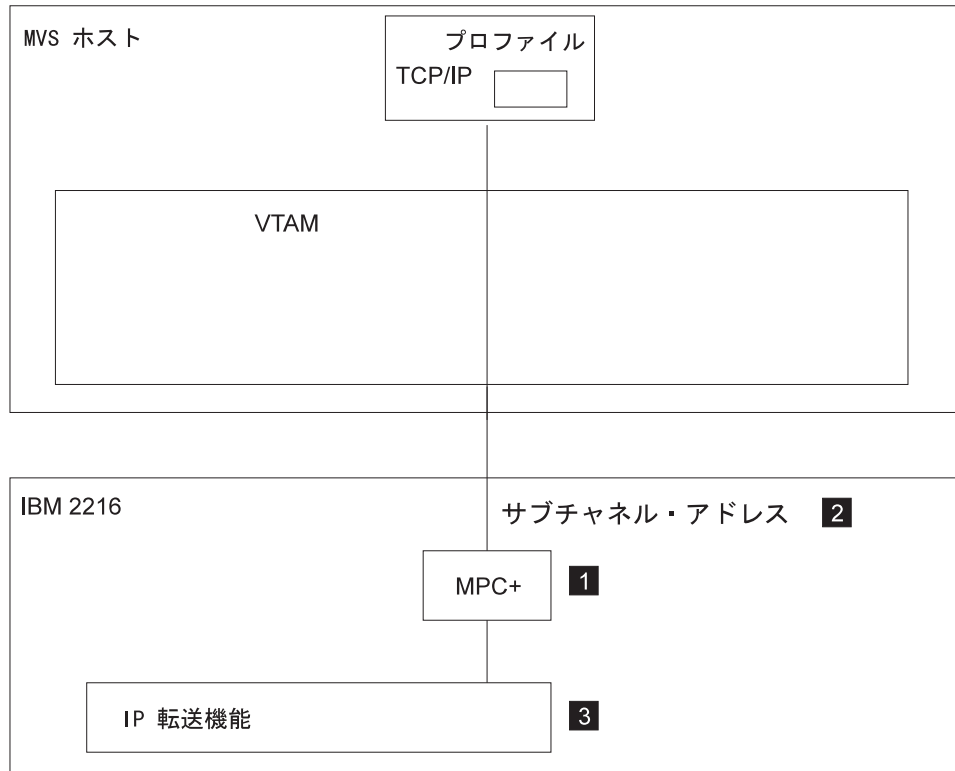 MVS ホスト
プロファイル
TCP/IP
VTAM
IBM 2216
サブチャネル・アドレス 2
MPC+ 1
IP 転送機能 3